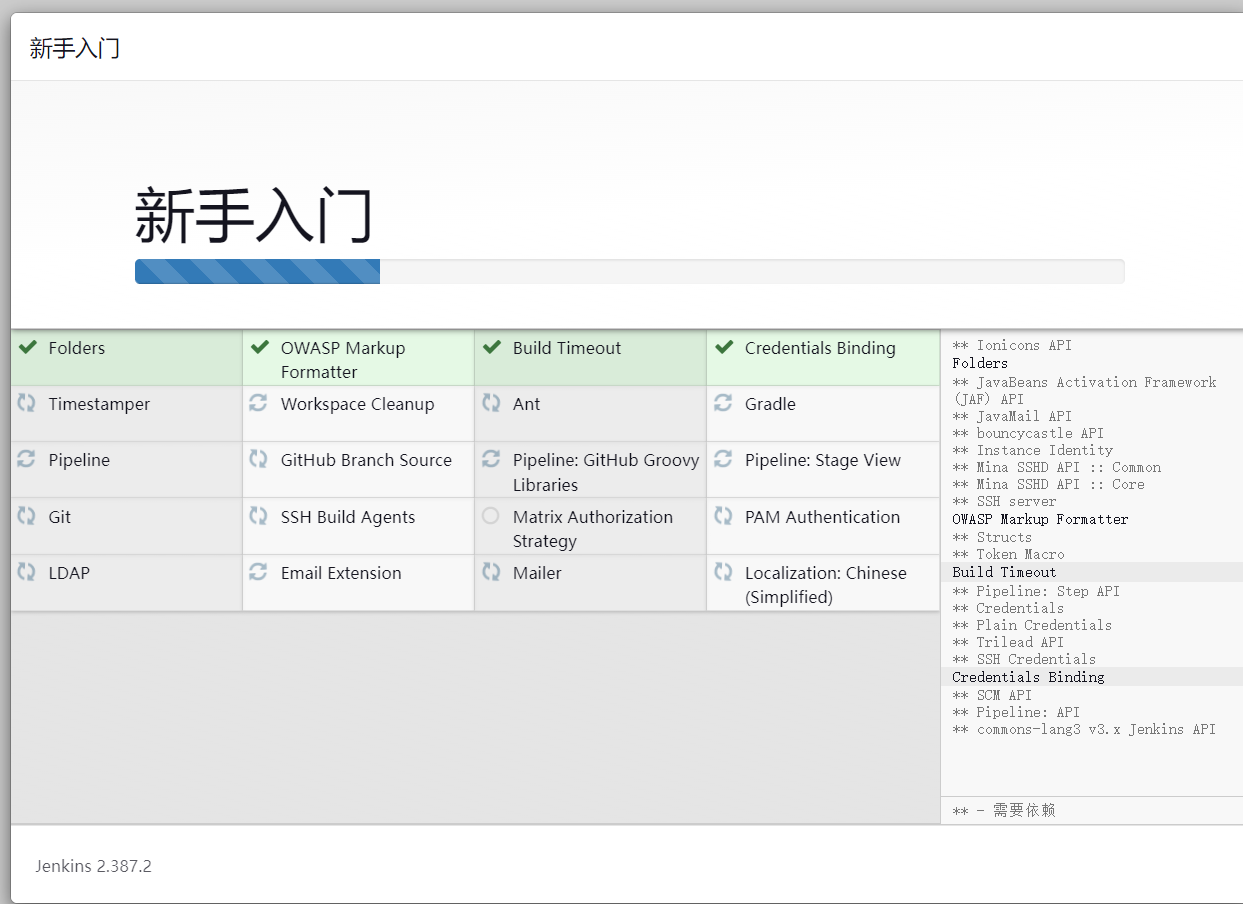 新手入门
新手入门
Folders
OWASP Markup
Formatter
Build Timeout
Credentials Binding
Timestamper
Workspace Cleanup
Ant
Gradle
Pipeline
GitHub Branch Source
Pipeline: GitHub Groovy
Libraries
Pipeline: Stage View
Git
SSH Build Agents
Matrix Authorization
Strategy
PAM Authentication
LDAP
Email Extension
Mailer
Localization: Chinese
(Simplified)
** Ionicons API
Folders
** JavaBeans Activation Framework
(JAF) API
** JavaMail API
** bouncycastle API
** Instance Identity
** Mina SSHD API :: Common
** Mina SSHD API :: Core
** SSH server
OWASP Markup Formatter
** Structs
** Token Macro
Build Timeout
** Pipeline: Step API
** Credentials
** Plain Credentials
** Trilead API
** SSH Credentials
Credentials Binding
** SCM API
** Pipeline: API
** commons-lang3 v3.x Jenkins API
** - 需要依赖
Jenkins 2.387.2